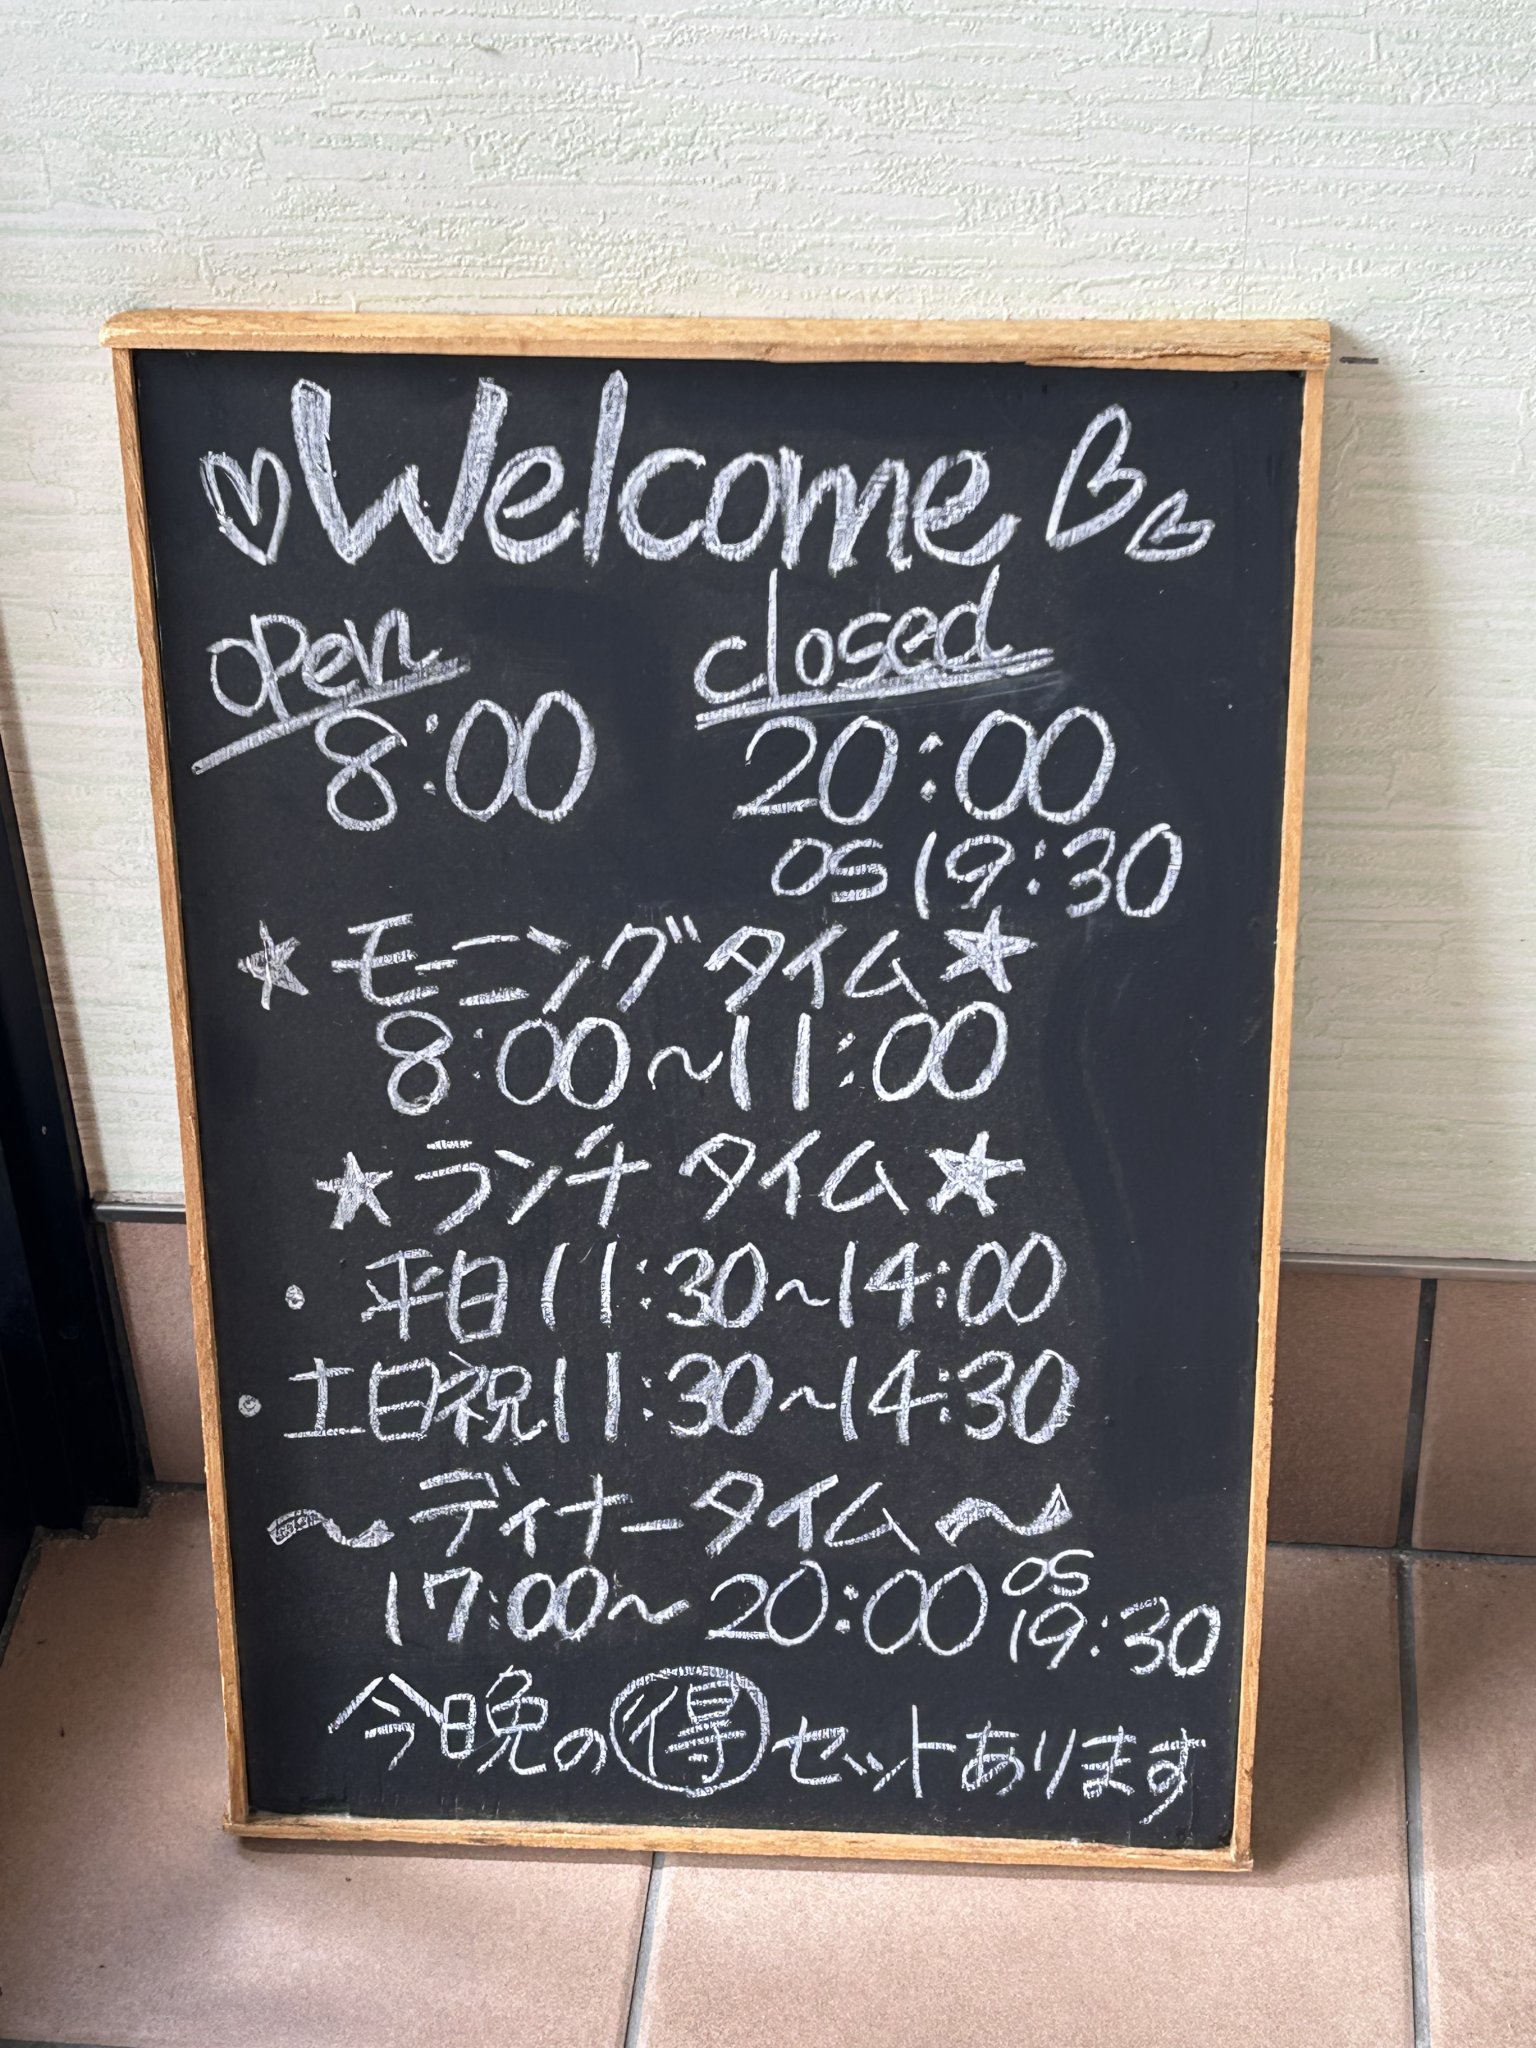 ♡Welcome♡♡
open closed
8:00 20:00
OS 19:30
★モーニングタイム★
8:00~11:00
★ランチタイム★
・平日11:30~14:00
・土日祝11:30~14:30
～ディナータイム～
17:00~20:00 OS 19:30
今晩の㊝セットあります